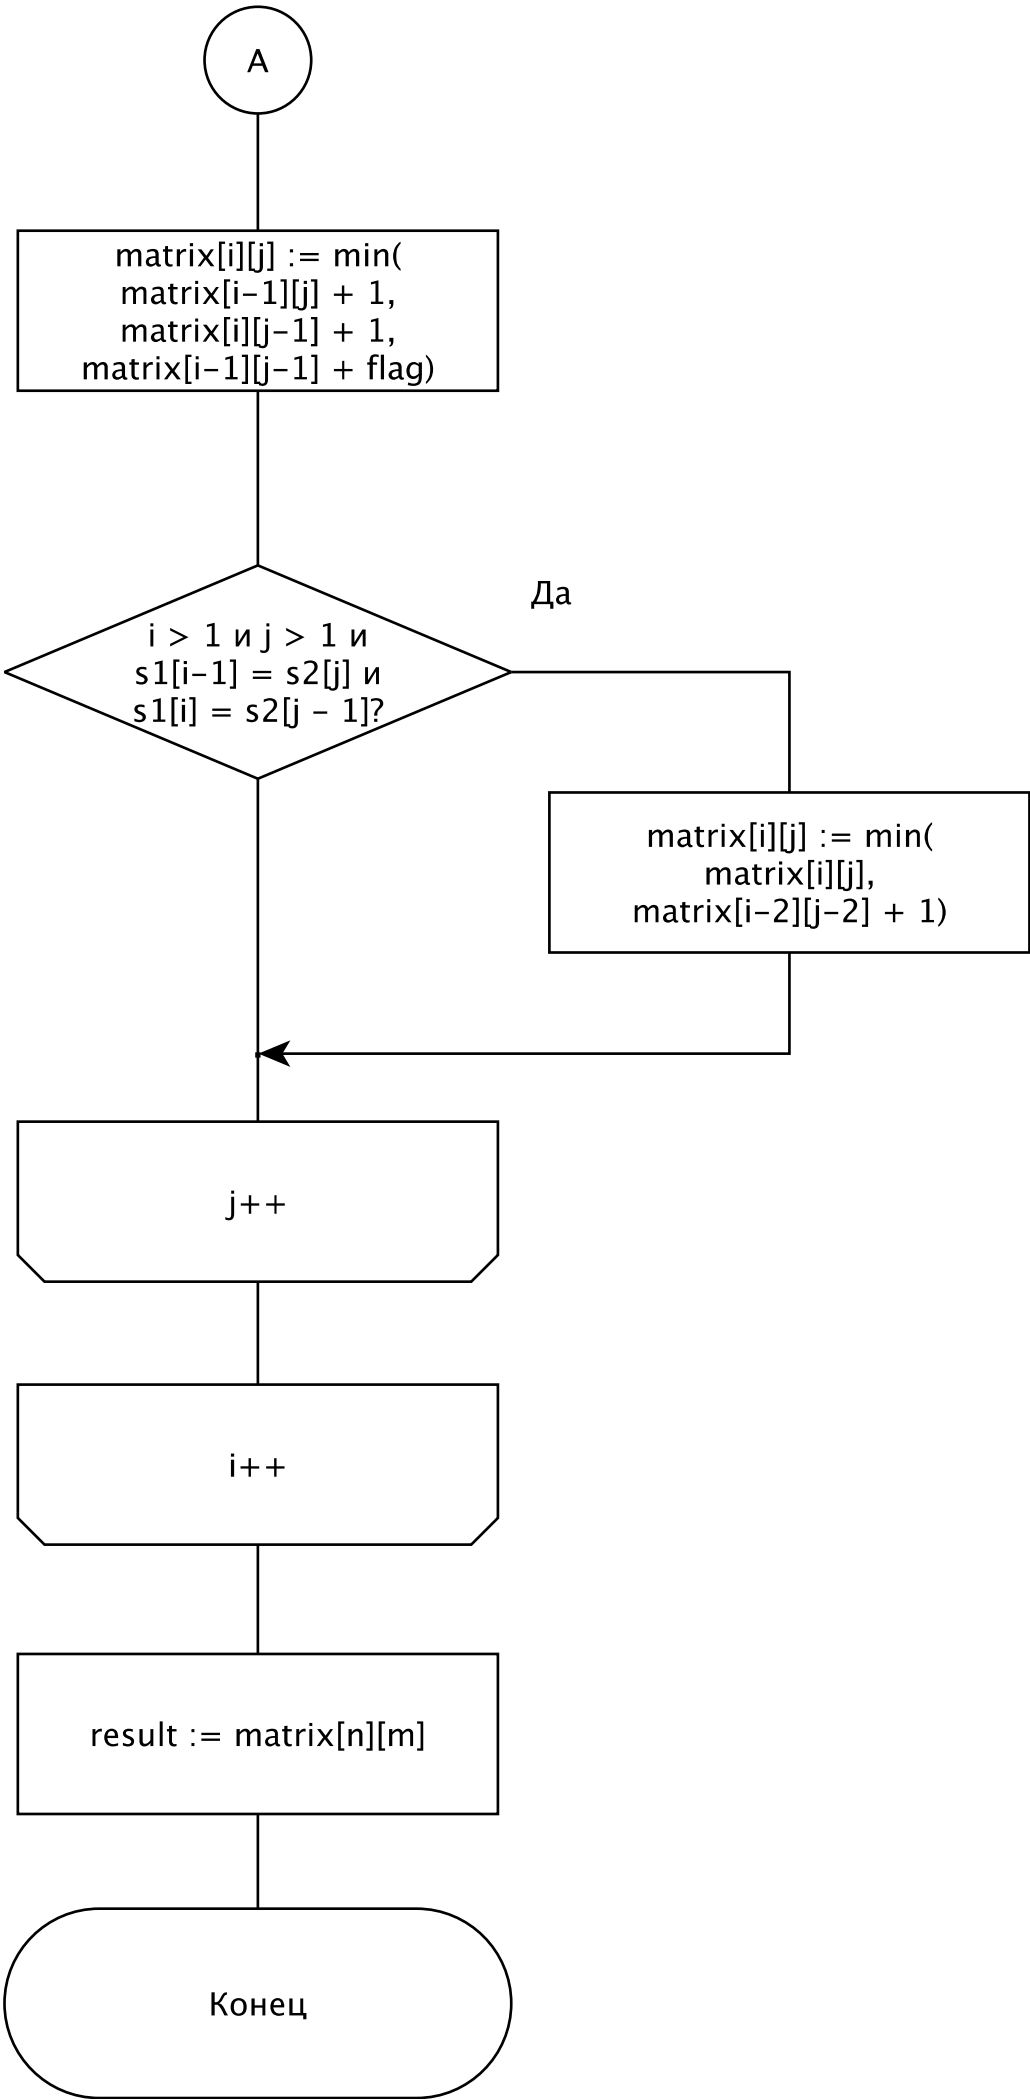 A
matrix[i][j] := min(
matrix[i-1][j] + 1,
matrix[i][j-1] + 1,
matrix[i-1][j-1] + flag)
Да
i > 1 и j > 1 и
s1[i-1] = s2[j] и
s1[i] = s2[j - 1]?
matrix[i][j] := min(
matrix[i][j],
matrix[i-2][j-2] + 1)
j++
i++
result := matrix[n][m]
Конец